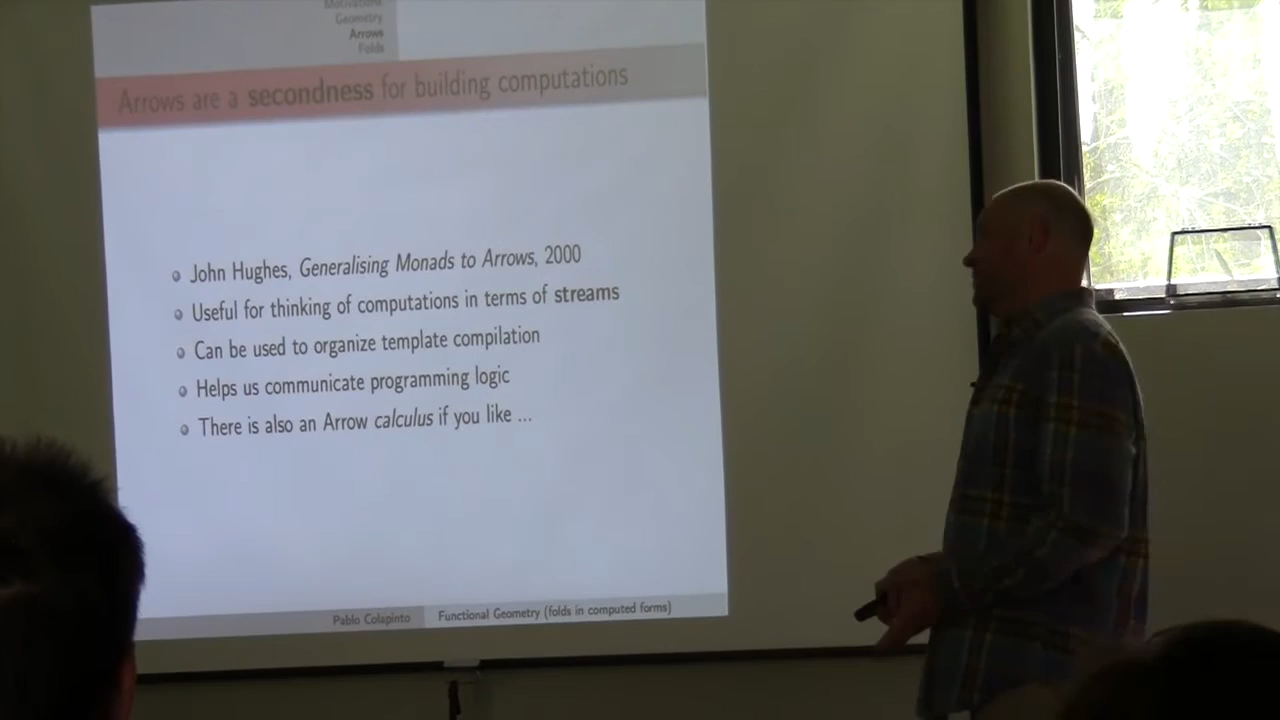 Motivations
Geometry
Arrows
Folds
Arrows are a secondness for building computations
John Hughes, Generalising Monads to Arrows, 2000
Useful for thinking of computations in terms of streams
Can be used to organize template compilation
Helps us communicate programming logic
There is also an Arrow calculus if you like ...
Pablo Colapinto
Functional Geometry (folds in computed forms)